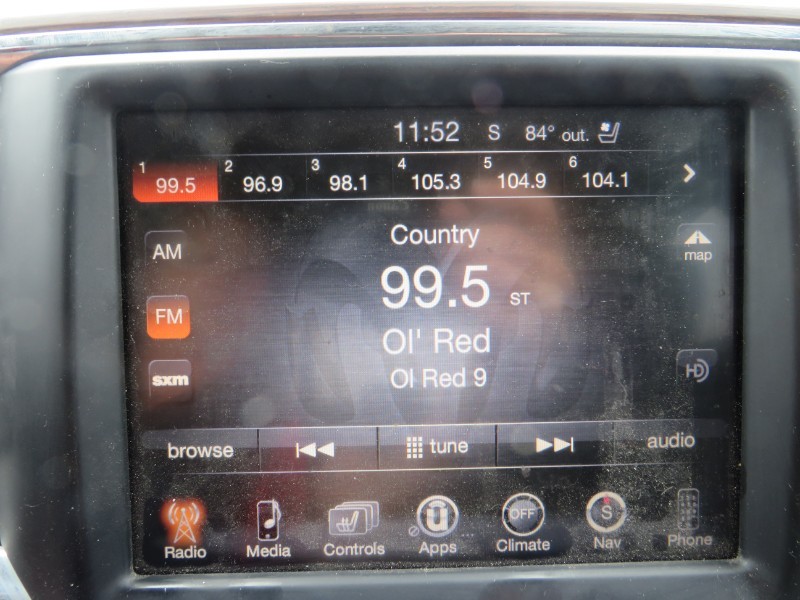 11:52 S 84° out.
1 99.5 2 96.9 3 98.1 4 105.3 5 104.9 6 104.1
Country
AM
map
99.5 ST
FM
Ol' Red
Ol Red 9
HD
sxm
browse tune audio
OFF S
Radio Media Controls Apps Climate Nav Phone